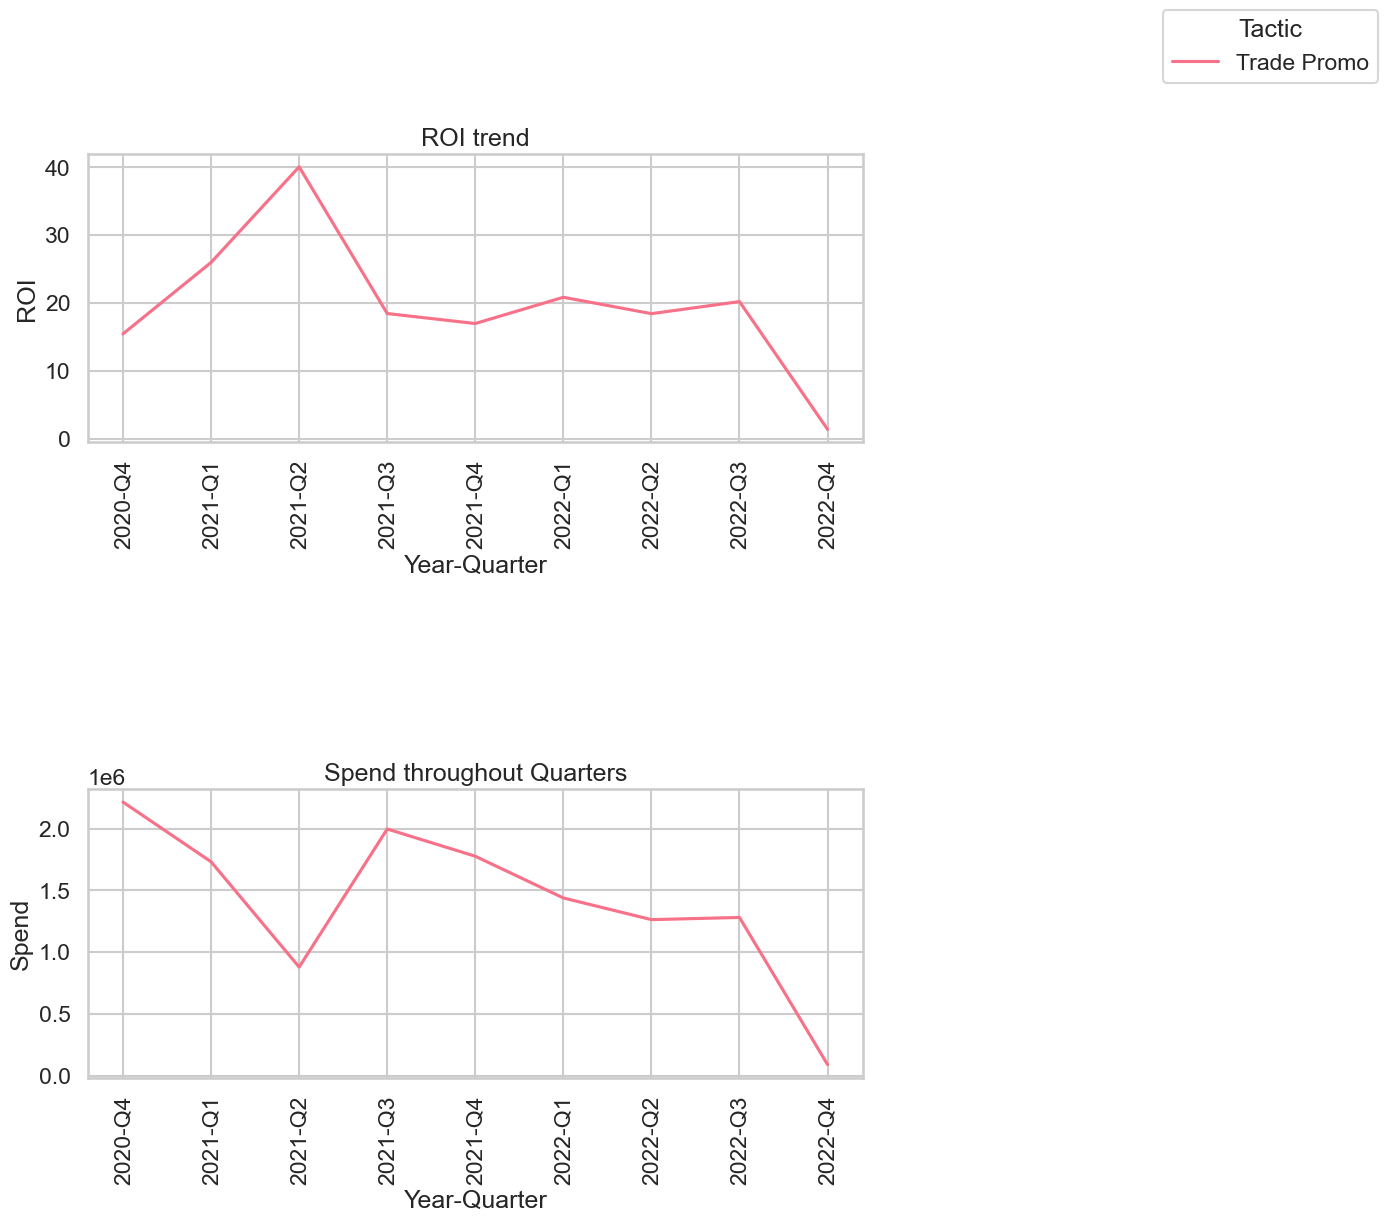 Tactic
Trade Promo
ROI trend
40
30
20
10
0
ROI
2020-Q4
2021-Q1
2021-Q2
2021-Q3
2021-Q4
2022-Q1
2022-Q2
2022-Q3
2022-Q4
Year-Quarter
1e6
Spend throughout Quarters
2.0
1.5
1.0
0.5
0.0
Spend
2020-Q4
2021-Q1
2021-Q2
2021-Q3
2021-Q4
2022-Q1
2022-Q2
2022-Q3
2022-Q4
Year-Quarter